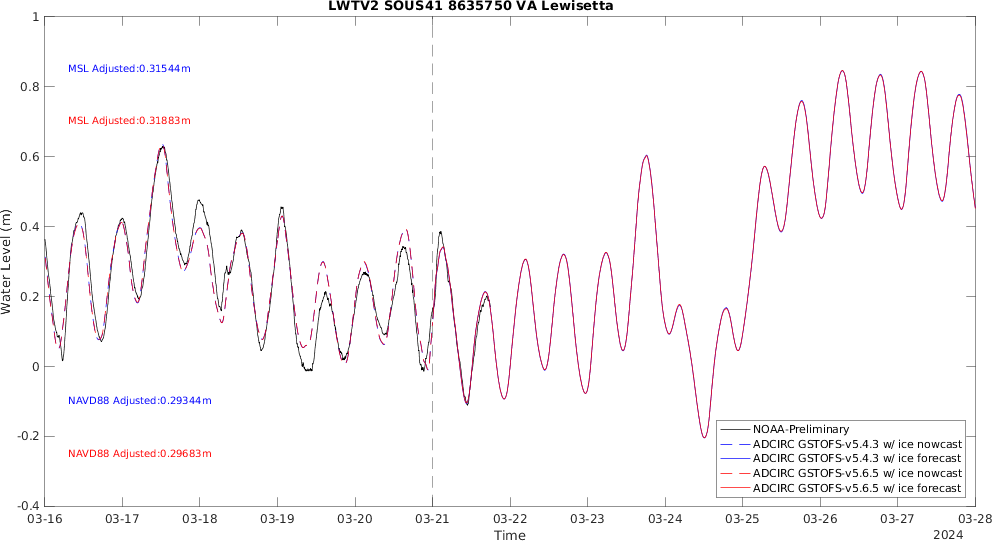 LWTV2 SOUS41 8635750 VA Lewisetta
Water Level (m)
1
0.8
0.6
0.4
0.2
0
-0.2
-0.4
MSL Adjusted:0.31544m
MSL Adjusted:0.31883m
NAVD88 Adjusted:0.29344m
NAVD88 Adjusted:0.29683m
NOAA-Preliminary
ADCIRC GSTOFS-v5.4.3 w/ ice nowcast
ADCIRC GSTOFS-v5.4.3 w/ ice forecast
ADCIRC GSTOFS-v5.6.5 w/ ice nowcast
ADCIRC GSTOFS-v5.6.5 w/ ice forecast
03-16 03-17 03-18 03-19 03-20 03-21 03-22 03-23 03-24 03-25 03-26 03-27 03-28
Time
2024